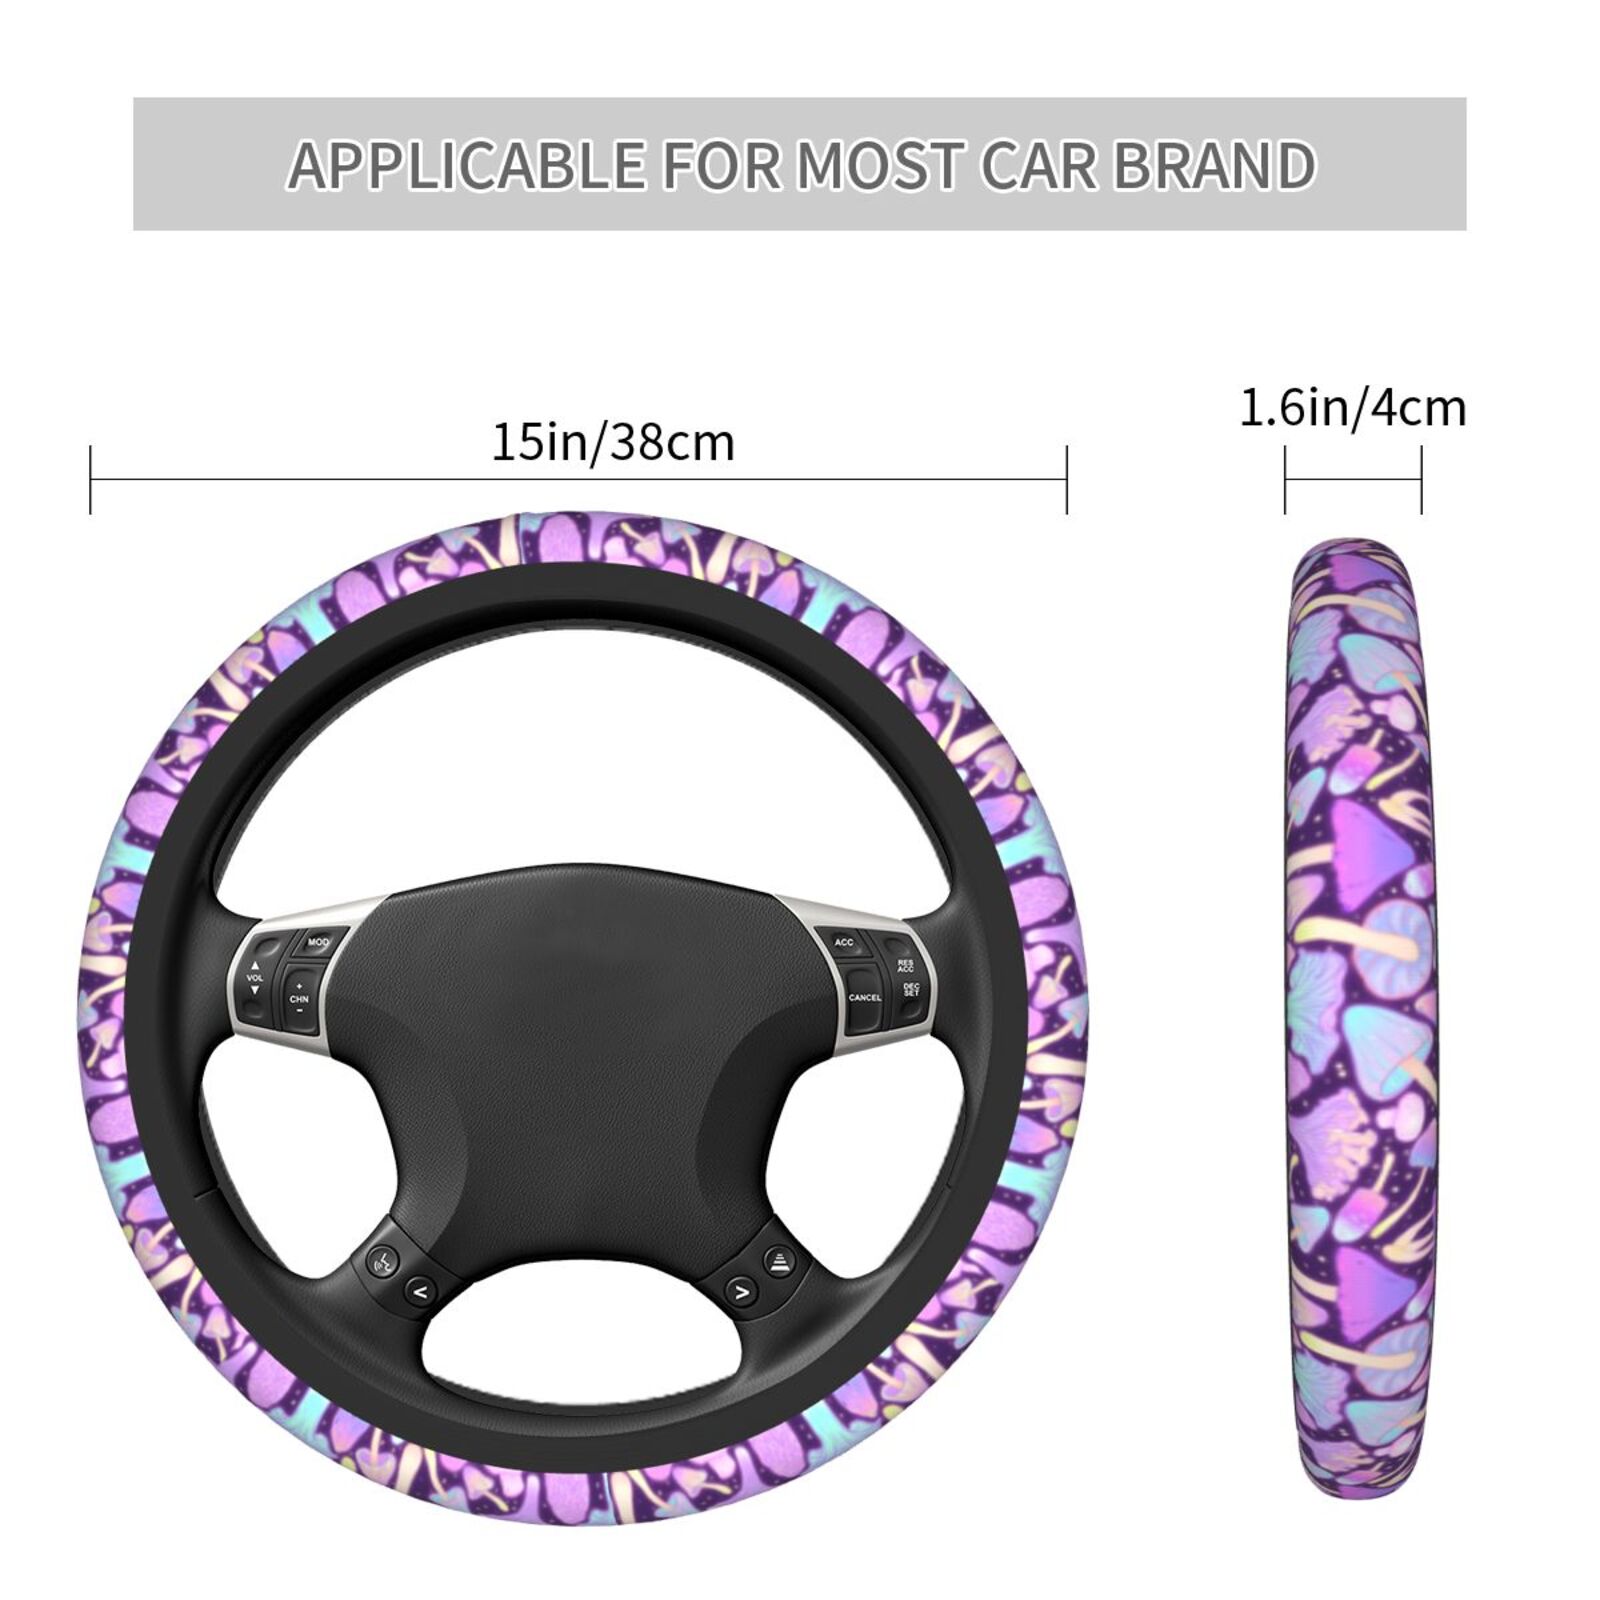 APPLICABLE FOR MOST CAR BRAND
15in/38cm
1.6in/4cm
MOD
VOL
+
CHN
-
ACC
RES
ACC
CANCEL
DEC
SET
<
>